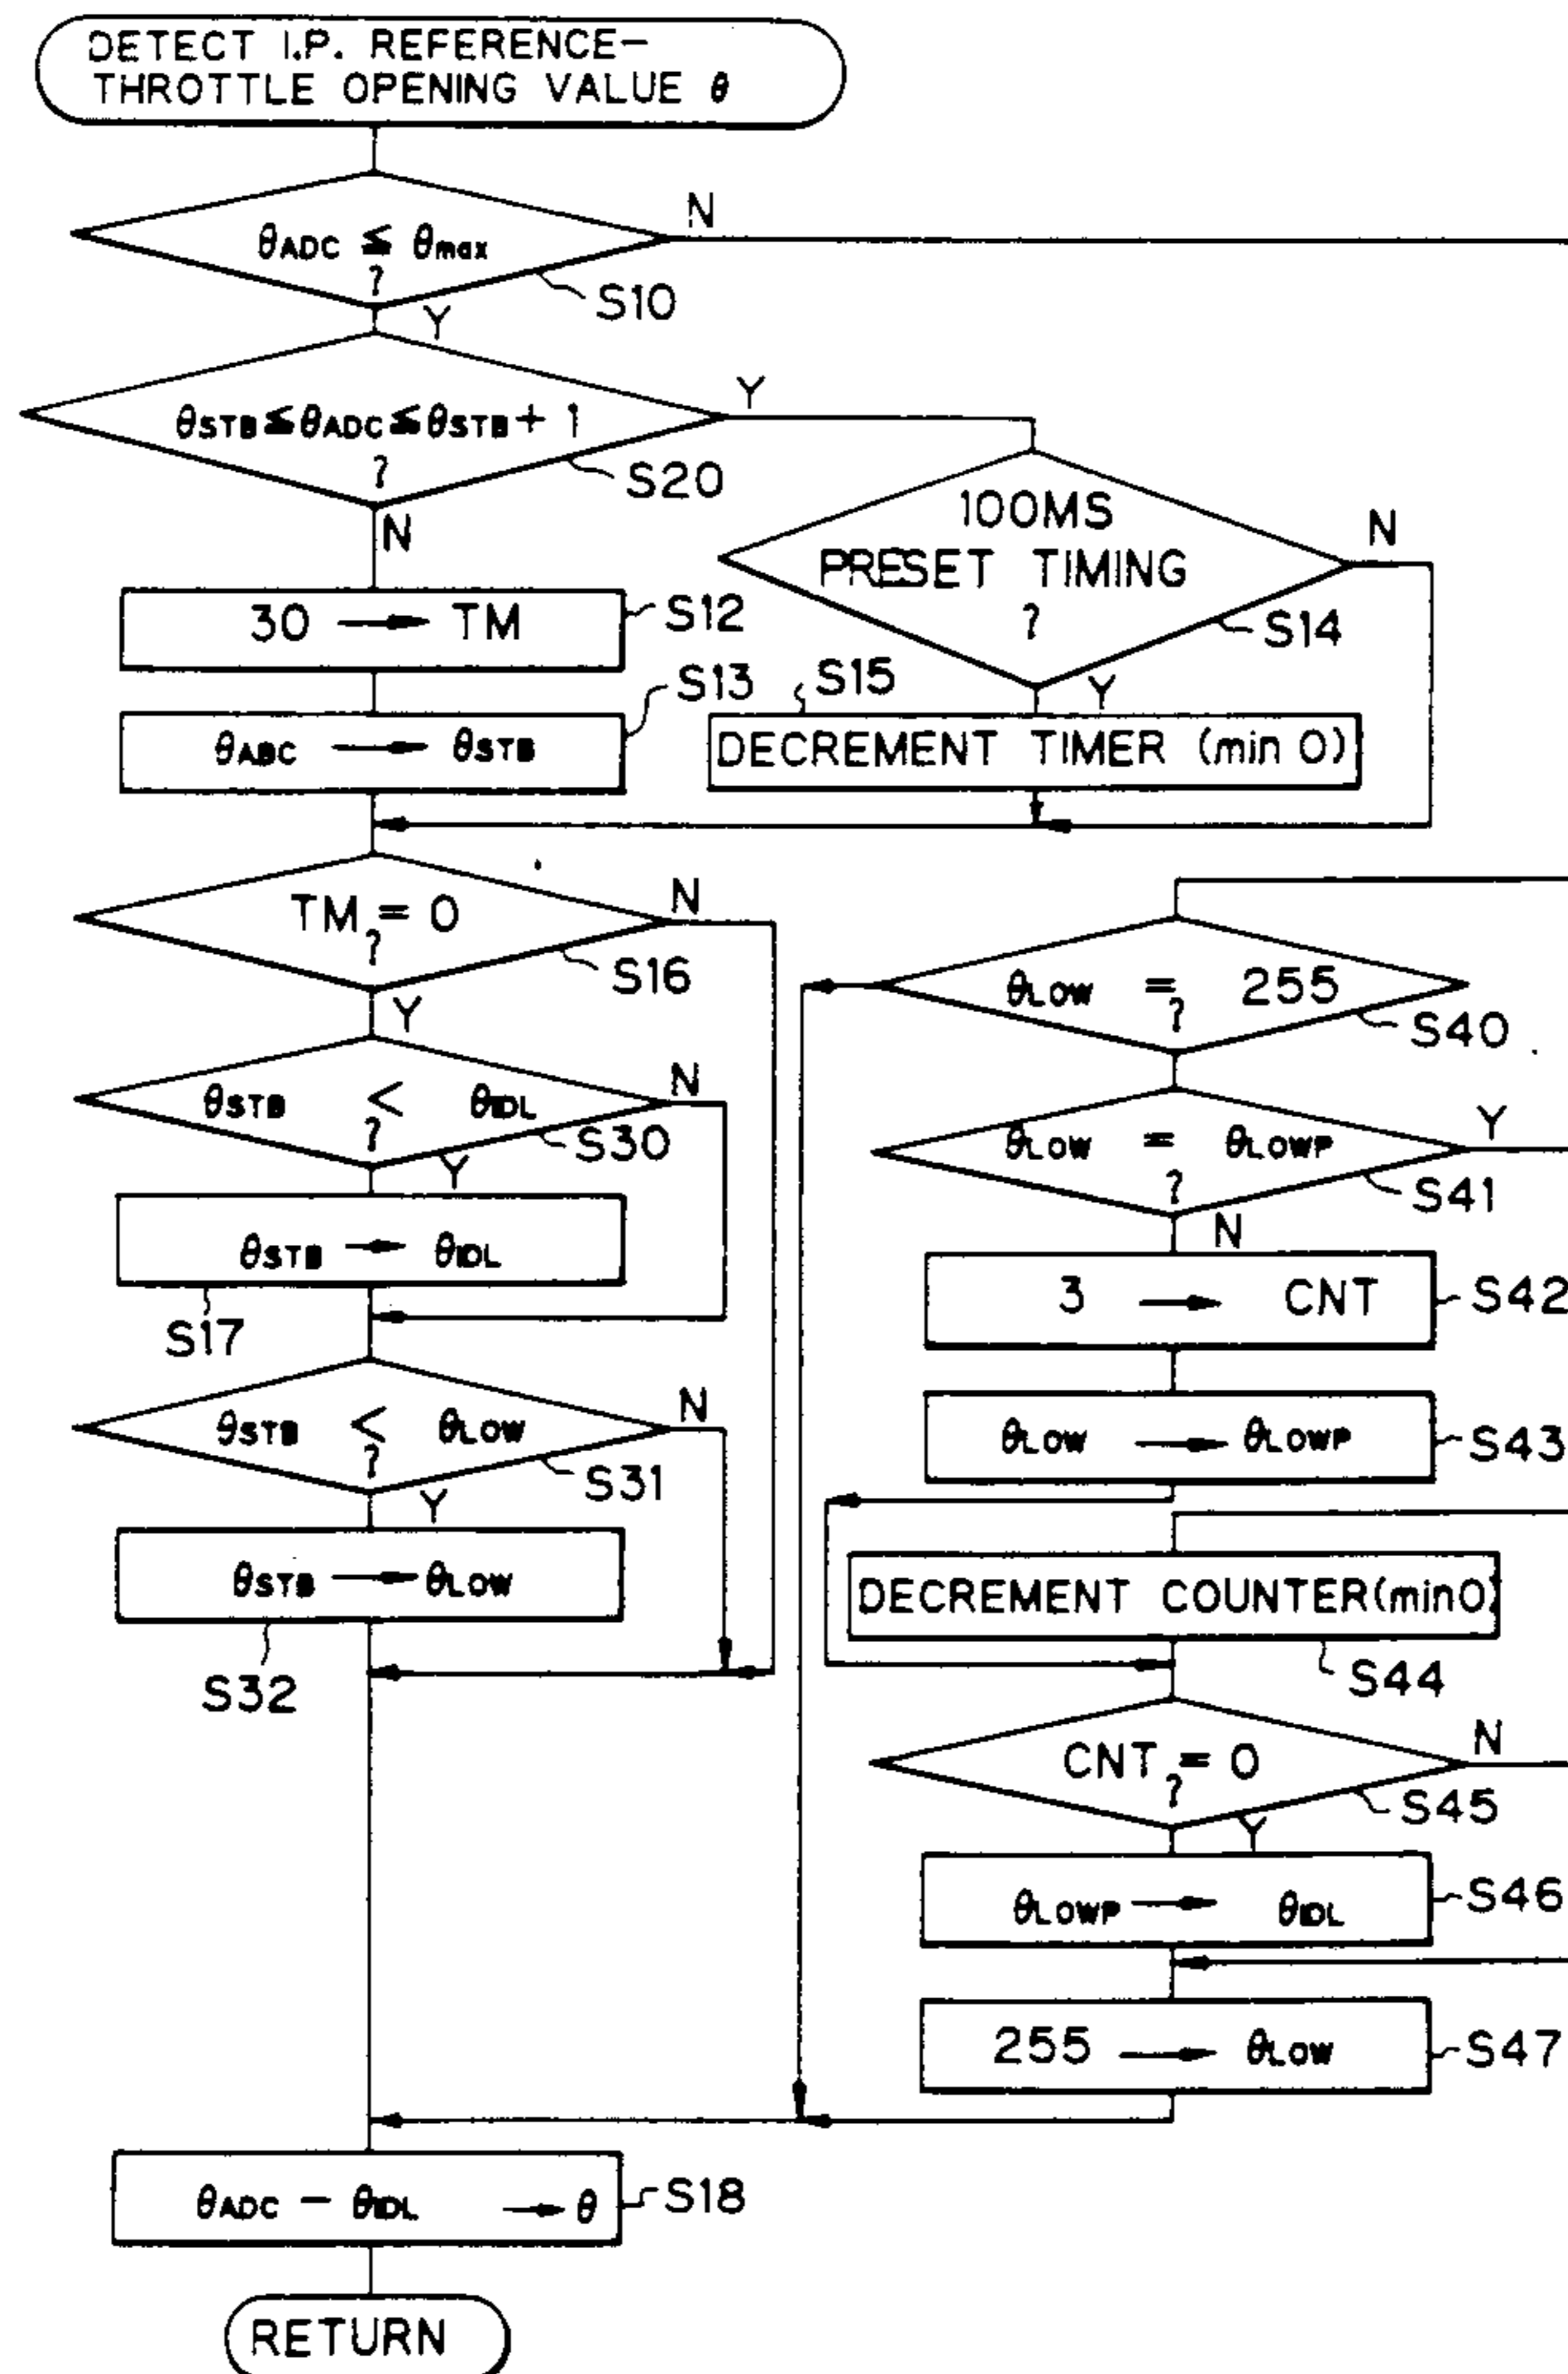 DETECT I.P. REFERENCE-
THROTTLE OPENING VALUE θ
θADC ≦ θmax
?
N
S10
Y
θSTB≦θADC≦θSTB+ 1
?
Y
S20
N
100MS
PRESET TIMING
?
N
S14
Y
30 → TM
S12
S13
θABC → θSTB
S15
DECREMENT TIMER (min 0)
TM = 0
?
N
S16
Y
θSTB < θIDL
?
N
S30
Y
θSTB → θIDL
S17
θSTB < θLOW
?
N
S31
Y
θSTB → θLOW
S32
θLOW = 255
?
S40
θLOW = θLOWP
?
Y
S41
N
3 → CNT
S42
θLOW → θLOWP
S43
DECREMENT COUNTER(min0)
S44
CNT = 0
?
N
S45
Y
θLOWP → θIDL
S46
255 → θLOW
S47
θADC − θIDL → θ
S18
RETURN